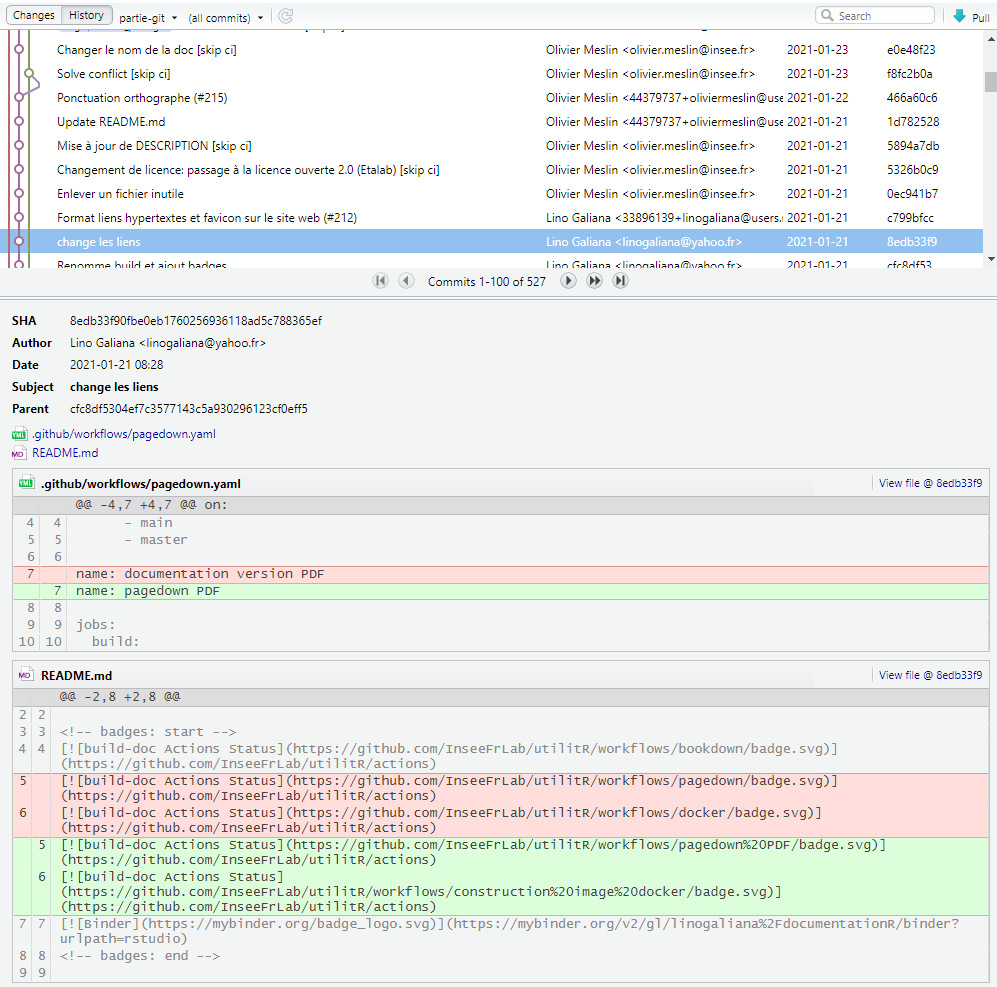 Changes History partie-git (all commits) Search Pull
Changer le nom de la doc [skip ci] Olivier Meslin <olivier.meslin@insee.fr> 2021-01-23 e0e48f23
Solve conflict [skip ci] Olivier Meslin <olivier.meslin@insee.fr> 2021-01-23 f8fc2b0a
Ponctuation orthographe (#215) Olivier Meslin <44379737+oliviermeslin@use 2021-01-22 466a60c6
Update README.md Olivier Meslin <44379737+oliviermeslin@use 2021-01-21 1d782528
Mise à jour de DESCRIPTION [skip ci] Olivier Meslin <olivier.meslin@insee.fr> 2021-01-21 5894a7db
Changement de licence: passage à la licence ouverte 2.0 (Etalab) [skip ci] Olivier Meslin <olivier.meslin@insee.fr> 2021-01-21 5326b0c9
Enlever un fichier inutile Olivier Meslin <olivier.meslin@insee.fr> 2021-01-21 0ec941b7
Format liens hypertextes et favicon sur le site web (#212) Lino Galiana <33896139+linogaliana@users. 2021-01-21 c799bfcc
change les liens Lino Galiana <linogaliana@yahoo.fr> 2021-01-21 8edb33f9
Renomme build et ajout badges Lino Galiana <linogaliana@yahoo.fr> 2021-01-21 cfc8df53
Commits 1-100 of 527
SHA 8edb33f90fbe0eb1760256936118ad5c788365ef
Author Lino Galiana <linogaliana@yahoo.fr>
Date 2021-01-21 08:28
Subject change les liens
Parent cfc8df5304ef7c3577143c5a930296123cf0eff5
YML .github/workflows/pagedown.yaml
MD README.md
YML .github/workflows/pagedown.yaml View file @ 8edb33f9
@@ -4,7 +4,7 @@ on:
4 4 - main
5 5 - master
6 6
7 name: documentation version PDF
7 name: pagedown PDF
8 8
9 9 jobs:
10 10 build:
MD README.md View file @ 8edb33f9
@@ -2,8 +2,8 @@
2 2
3 3 <!-- badges: start -->
4 4 [![build-doc Actions Status](https://github.com/InseeFrLab/utilitR/workflows/bookdown/badge.svg)]
(https://github.com/InseeFrLab/utilitR/actions)
5 [![build-doc Actions Status](https://github.com/InseeFrLab/utilitR/workflows/pagedown/badge.svg)]
(https://github.com/InseeFrLab/utilitR/actions)
6 [![build-doc Actions Status](https://github.com/InseeFrLab/utilitR/workflows/docker/badge.svg)]
(https://github.com/InseeFrLab/utilitR/actions)
5 [![build-doc Actions Status](https://github.com/InseeFrLab/utilitR/workflows/pagedown%20PDF/badge.svg)]
(https://github.com/InseeFrLab/utilitR/actions)
6 [![build-doc Actions Status]
(https://github.com/InseeFrLab/utilitR/workflows/construction%20image%20docker/badge.svg)]
(https://github.com/InseeFrLab/utilitR/actions)
7 7 [![Binder](https://mybinder.org/badge_logo.svg)](https://mybinder.org/v2/gl/linogaliana%2FdocumentationR/binder?
urlpath=rstudio)
8 8 <!-- badges: end -->
9 9